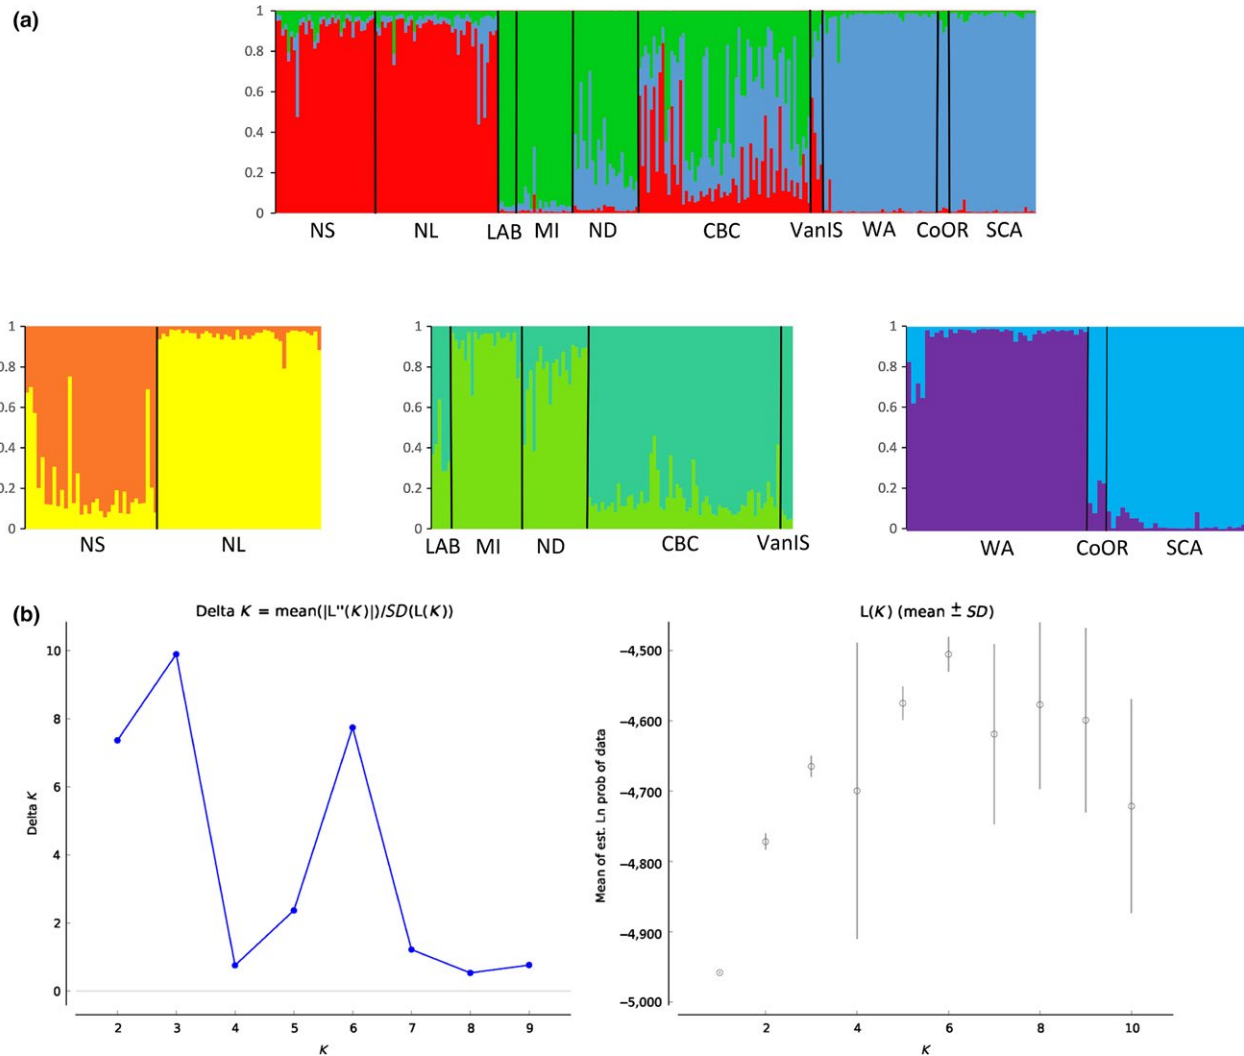 (a)
1
0.8
0.6
0.4
0.2
0
NS NL LAB MI ND CBC VanIS WA CoOR SCA
1
0.8
0.6
0.4
0.2
0
NS NL
1
0.8
0.6
0.4
0.2
0
LAB MI ND CBC VanIS
1
0.8
0.6
0.4
0.2
0
WA CoOR SCA
(b)
Delta K = mean(|L"(K)|)/SD(L(K))
Delta K
10
8
6
4
2
0
2 3 4 5 6 7 8 9
K
L(K) (mean ± SD)
Mean of est. Ln prob of data
−4,500
−4,600
−4,700
−4,800
−4,900
−5,000
2 4 6 8 10
K